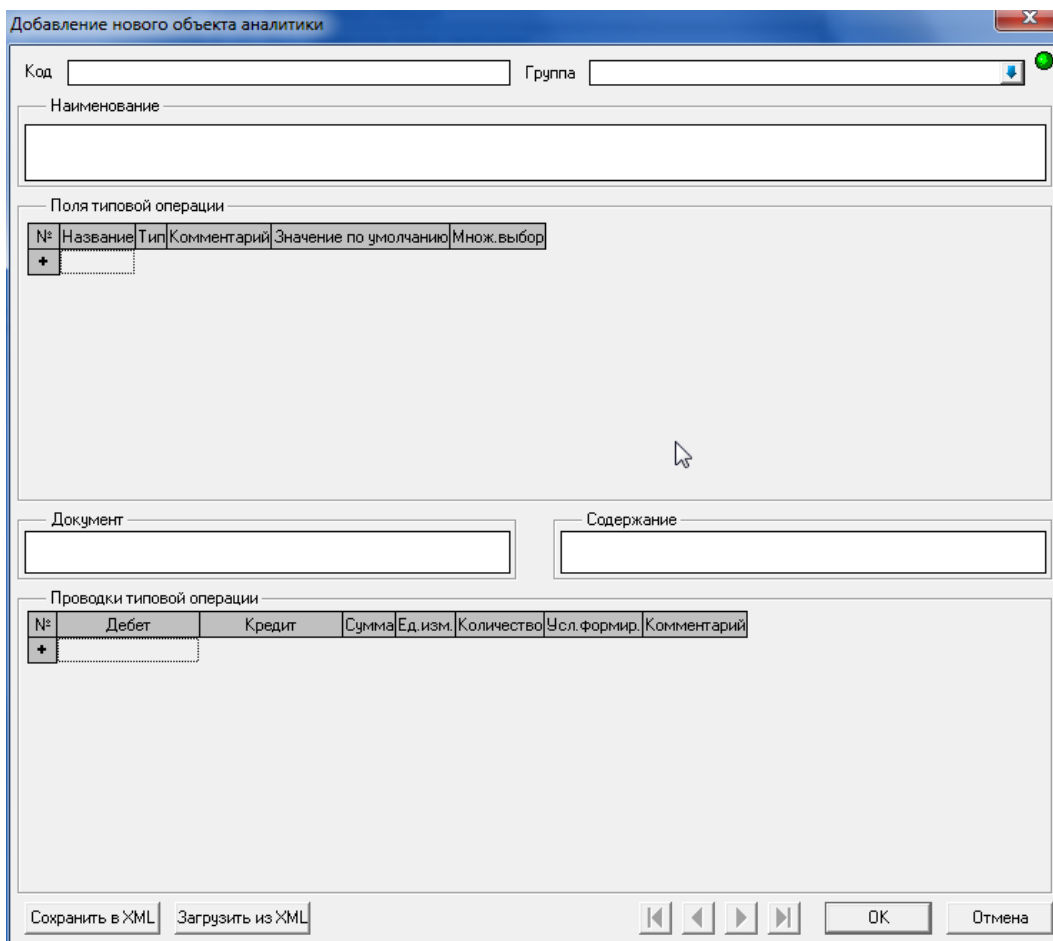 Добавление нового объекта аналитики
Код Группа
Наименование
Поля типовой операции
№ Название Тип Комментарий Значение по умолчанию Множ.выбор
+
Документ Содержание
Проводки типовой операции
№ Дебет Кредит Сумма Ед.изм. Количество Усл.формир. Комментарий
+
Сохранить в XML Загрузить из XML OK Отмена